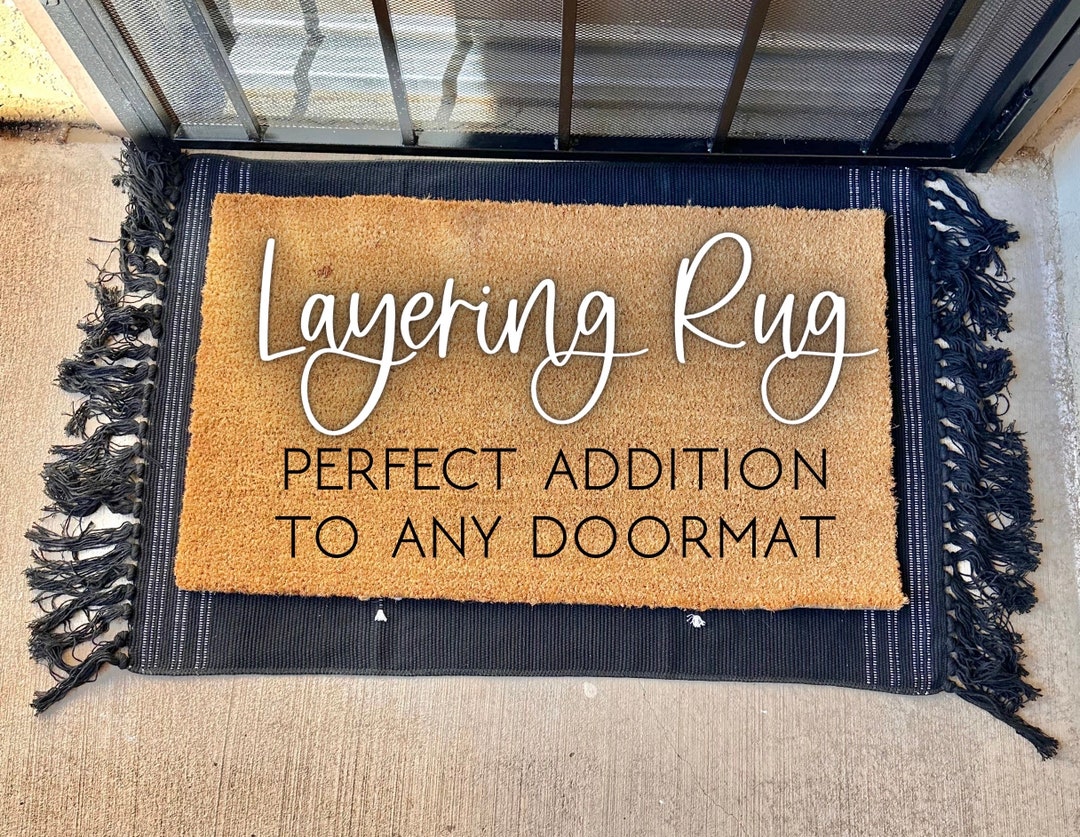 Layering Rug
PERFECT ADDITION
TO ANY DOORMAT